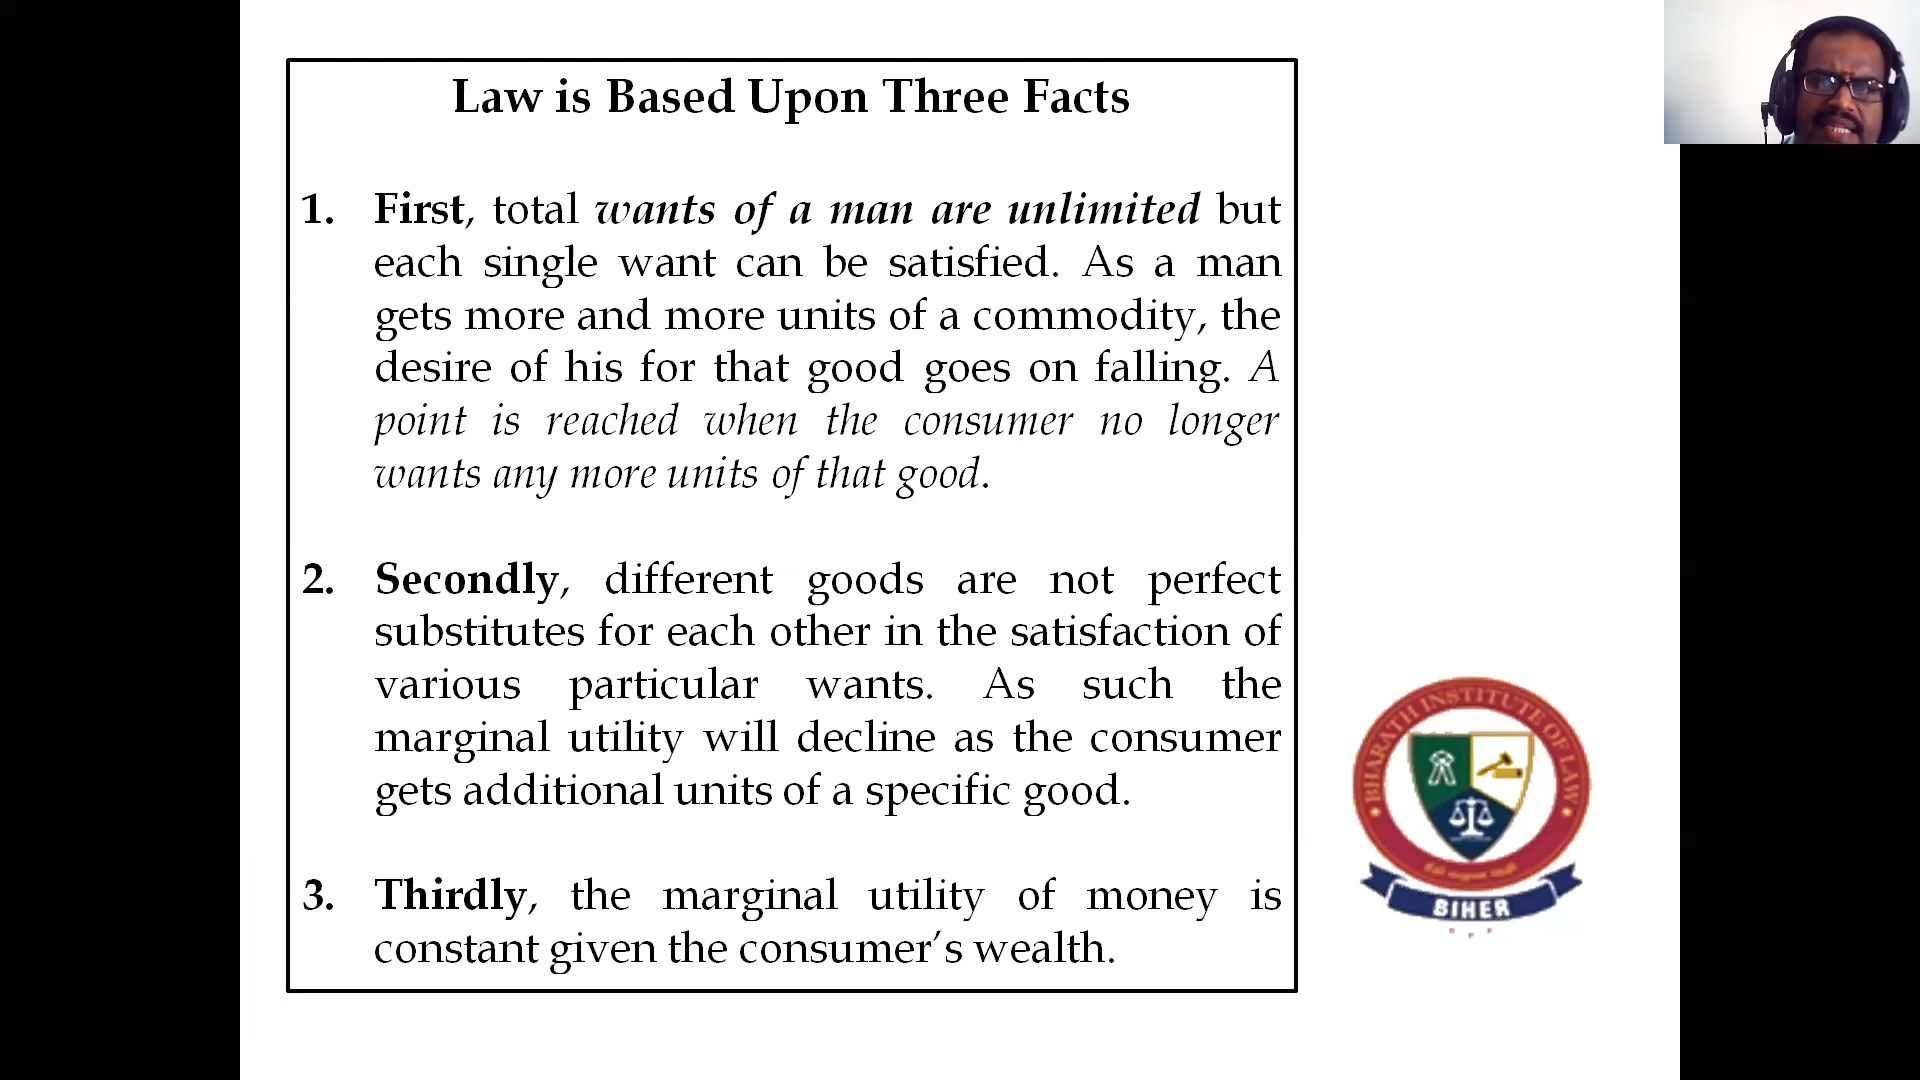 Law is Based Upon Three Facts
1. First, total wants of a man are unlimited but
each single want can be satisfied. As a man
gets more and more units of a commodity, the
desire of his for that good goes on falling. A
point is reached when the consumer no longer
wants any more units of that good.
2. Secondly, different goods are not perfect
substitutes for each other in the satisfaction of
various particular wants. As such the
marginal utility will decline as the consumer
gets additional units of a specific good.
3. Thirdly, the marginal utility of money is
constant given the consumer’s wealth.
BHARATH INSTITUTE OF LAW
BIHER